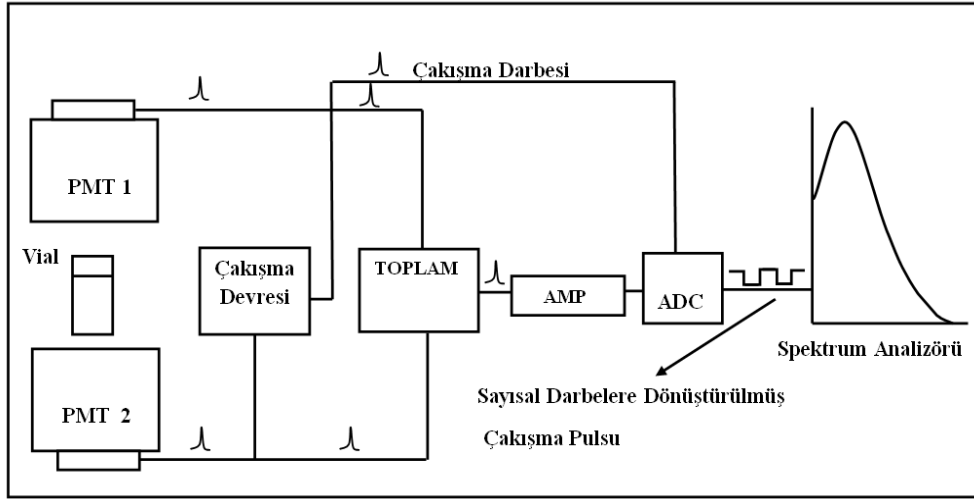 Çakışma Darbesi
PMT 1
Vial
Çakışma
Devresi
TOPLAM
AMP
ADC
PMT 2
Spektrum Analizörü
Sayısal Darbelere Dönüştürülmüş
Çakışma Pulsu